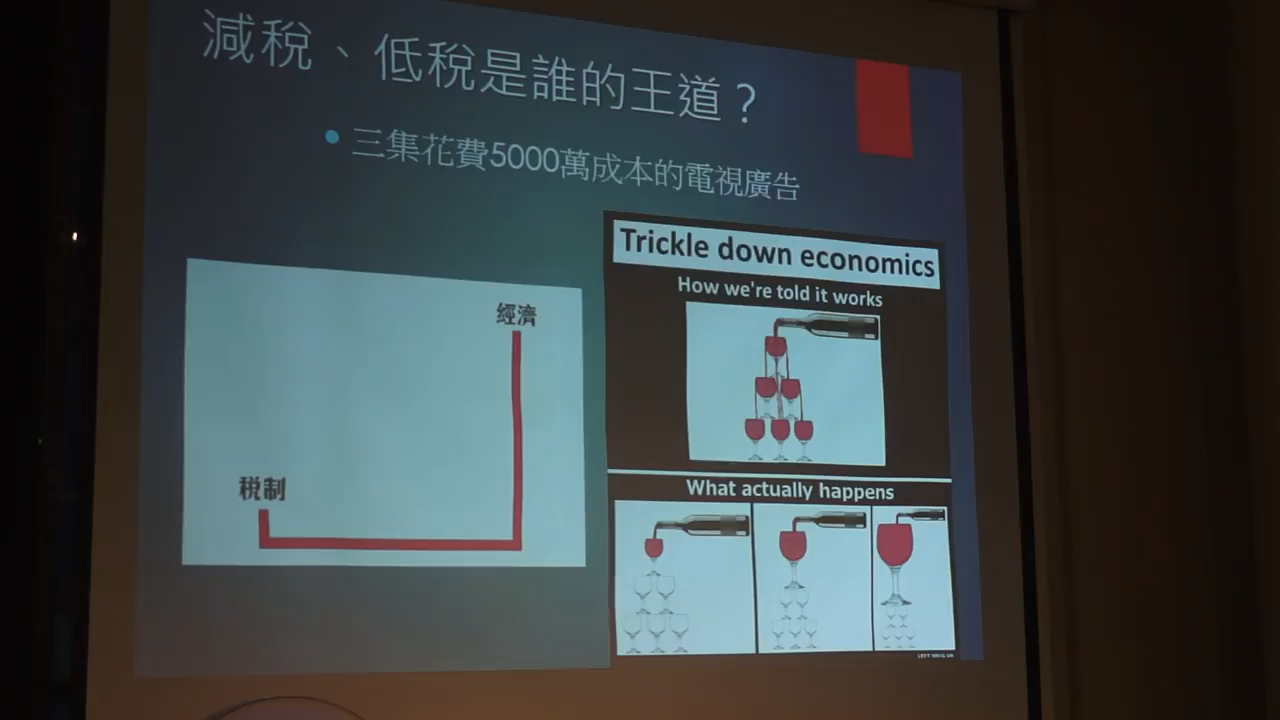 減稅、低稅是誰的王道？
三集花費5000萬成本的電視廣告
經濟
稅制
Trickle down economics
How we're told it works
What actually happens